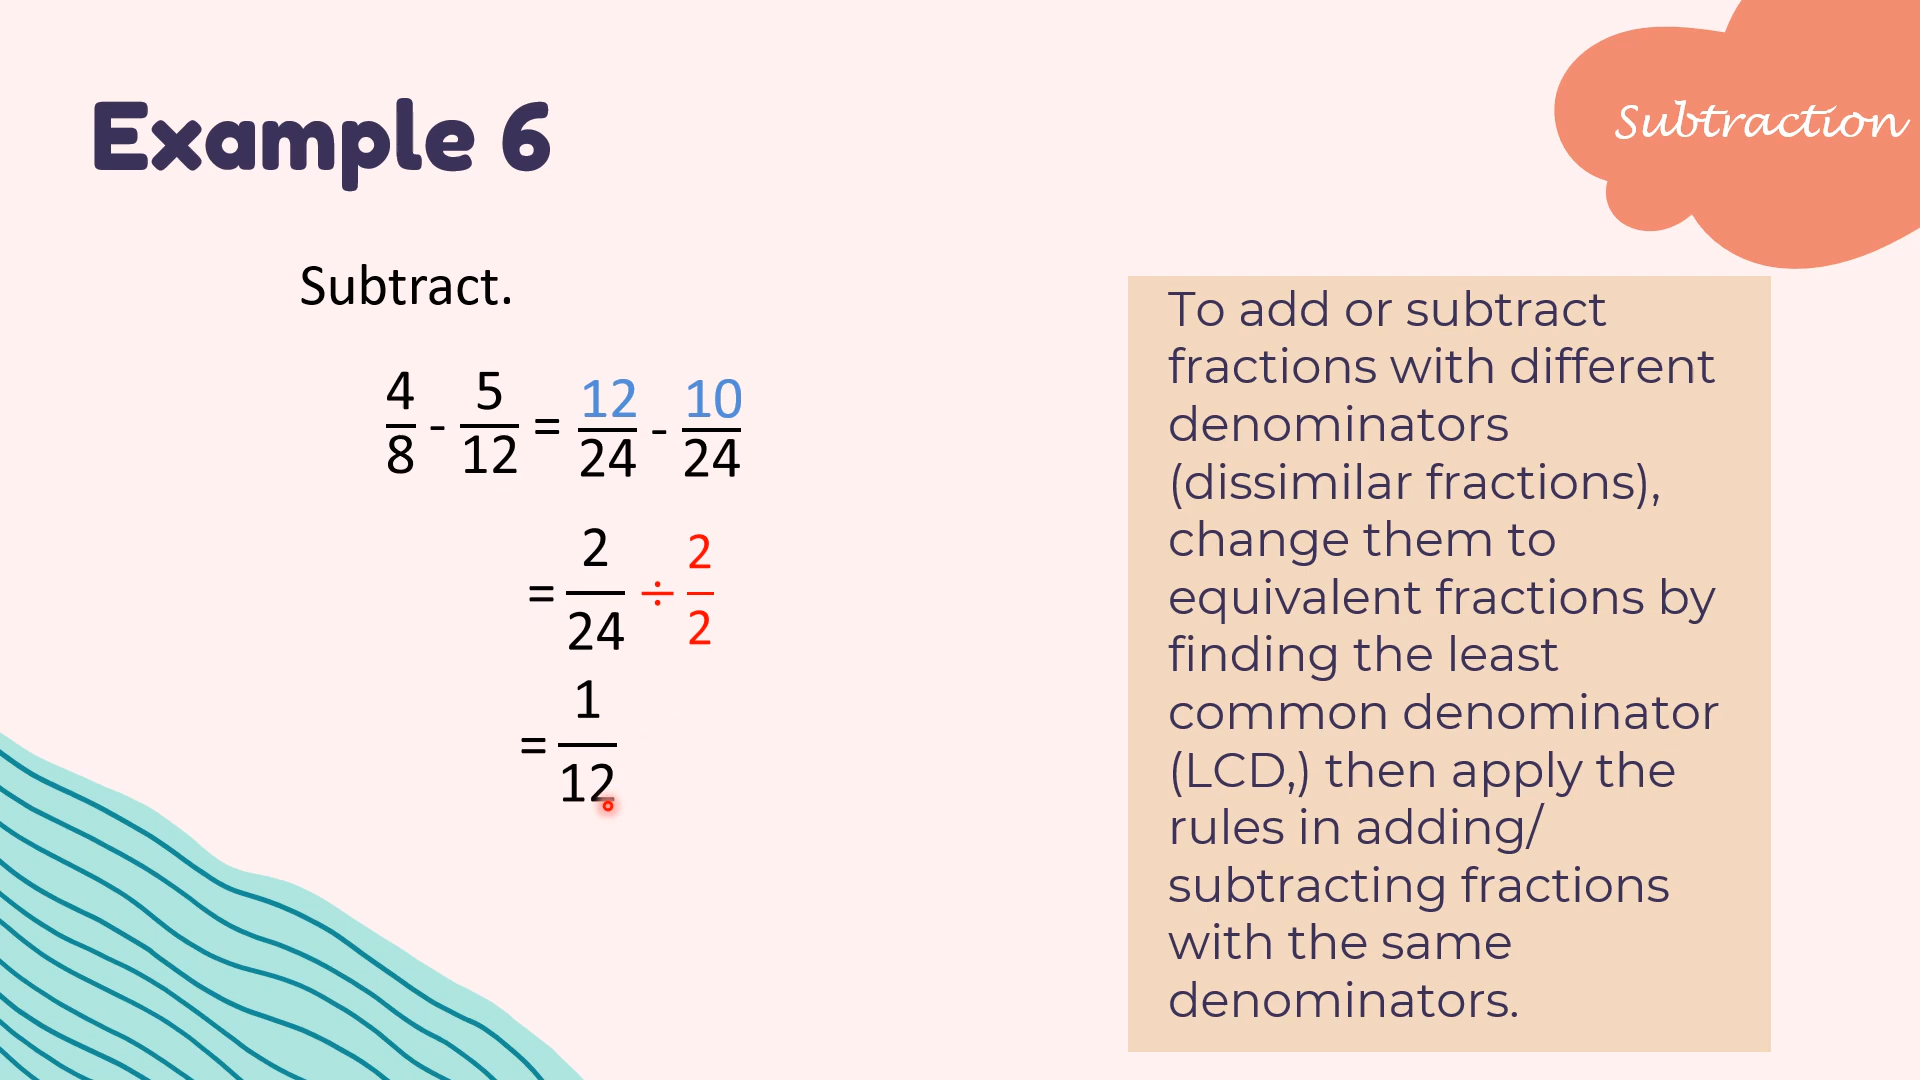 Example 6
Subtraction
Subtract.
4/8 - 5/12 = 12/24 - 10/24
= 2/24 ÷ 2/2
= 1/12
To add or subtract
fractions with different
denominators
(dissimilar fractions),
change them to
equivalent fractions by
finding the least
common denominator
(LCD,) then apply the
rules in adding/
subtracting fractions
with the same
denominators.